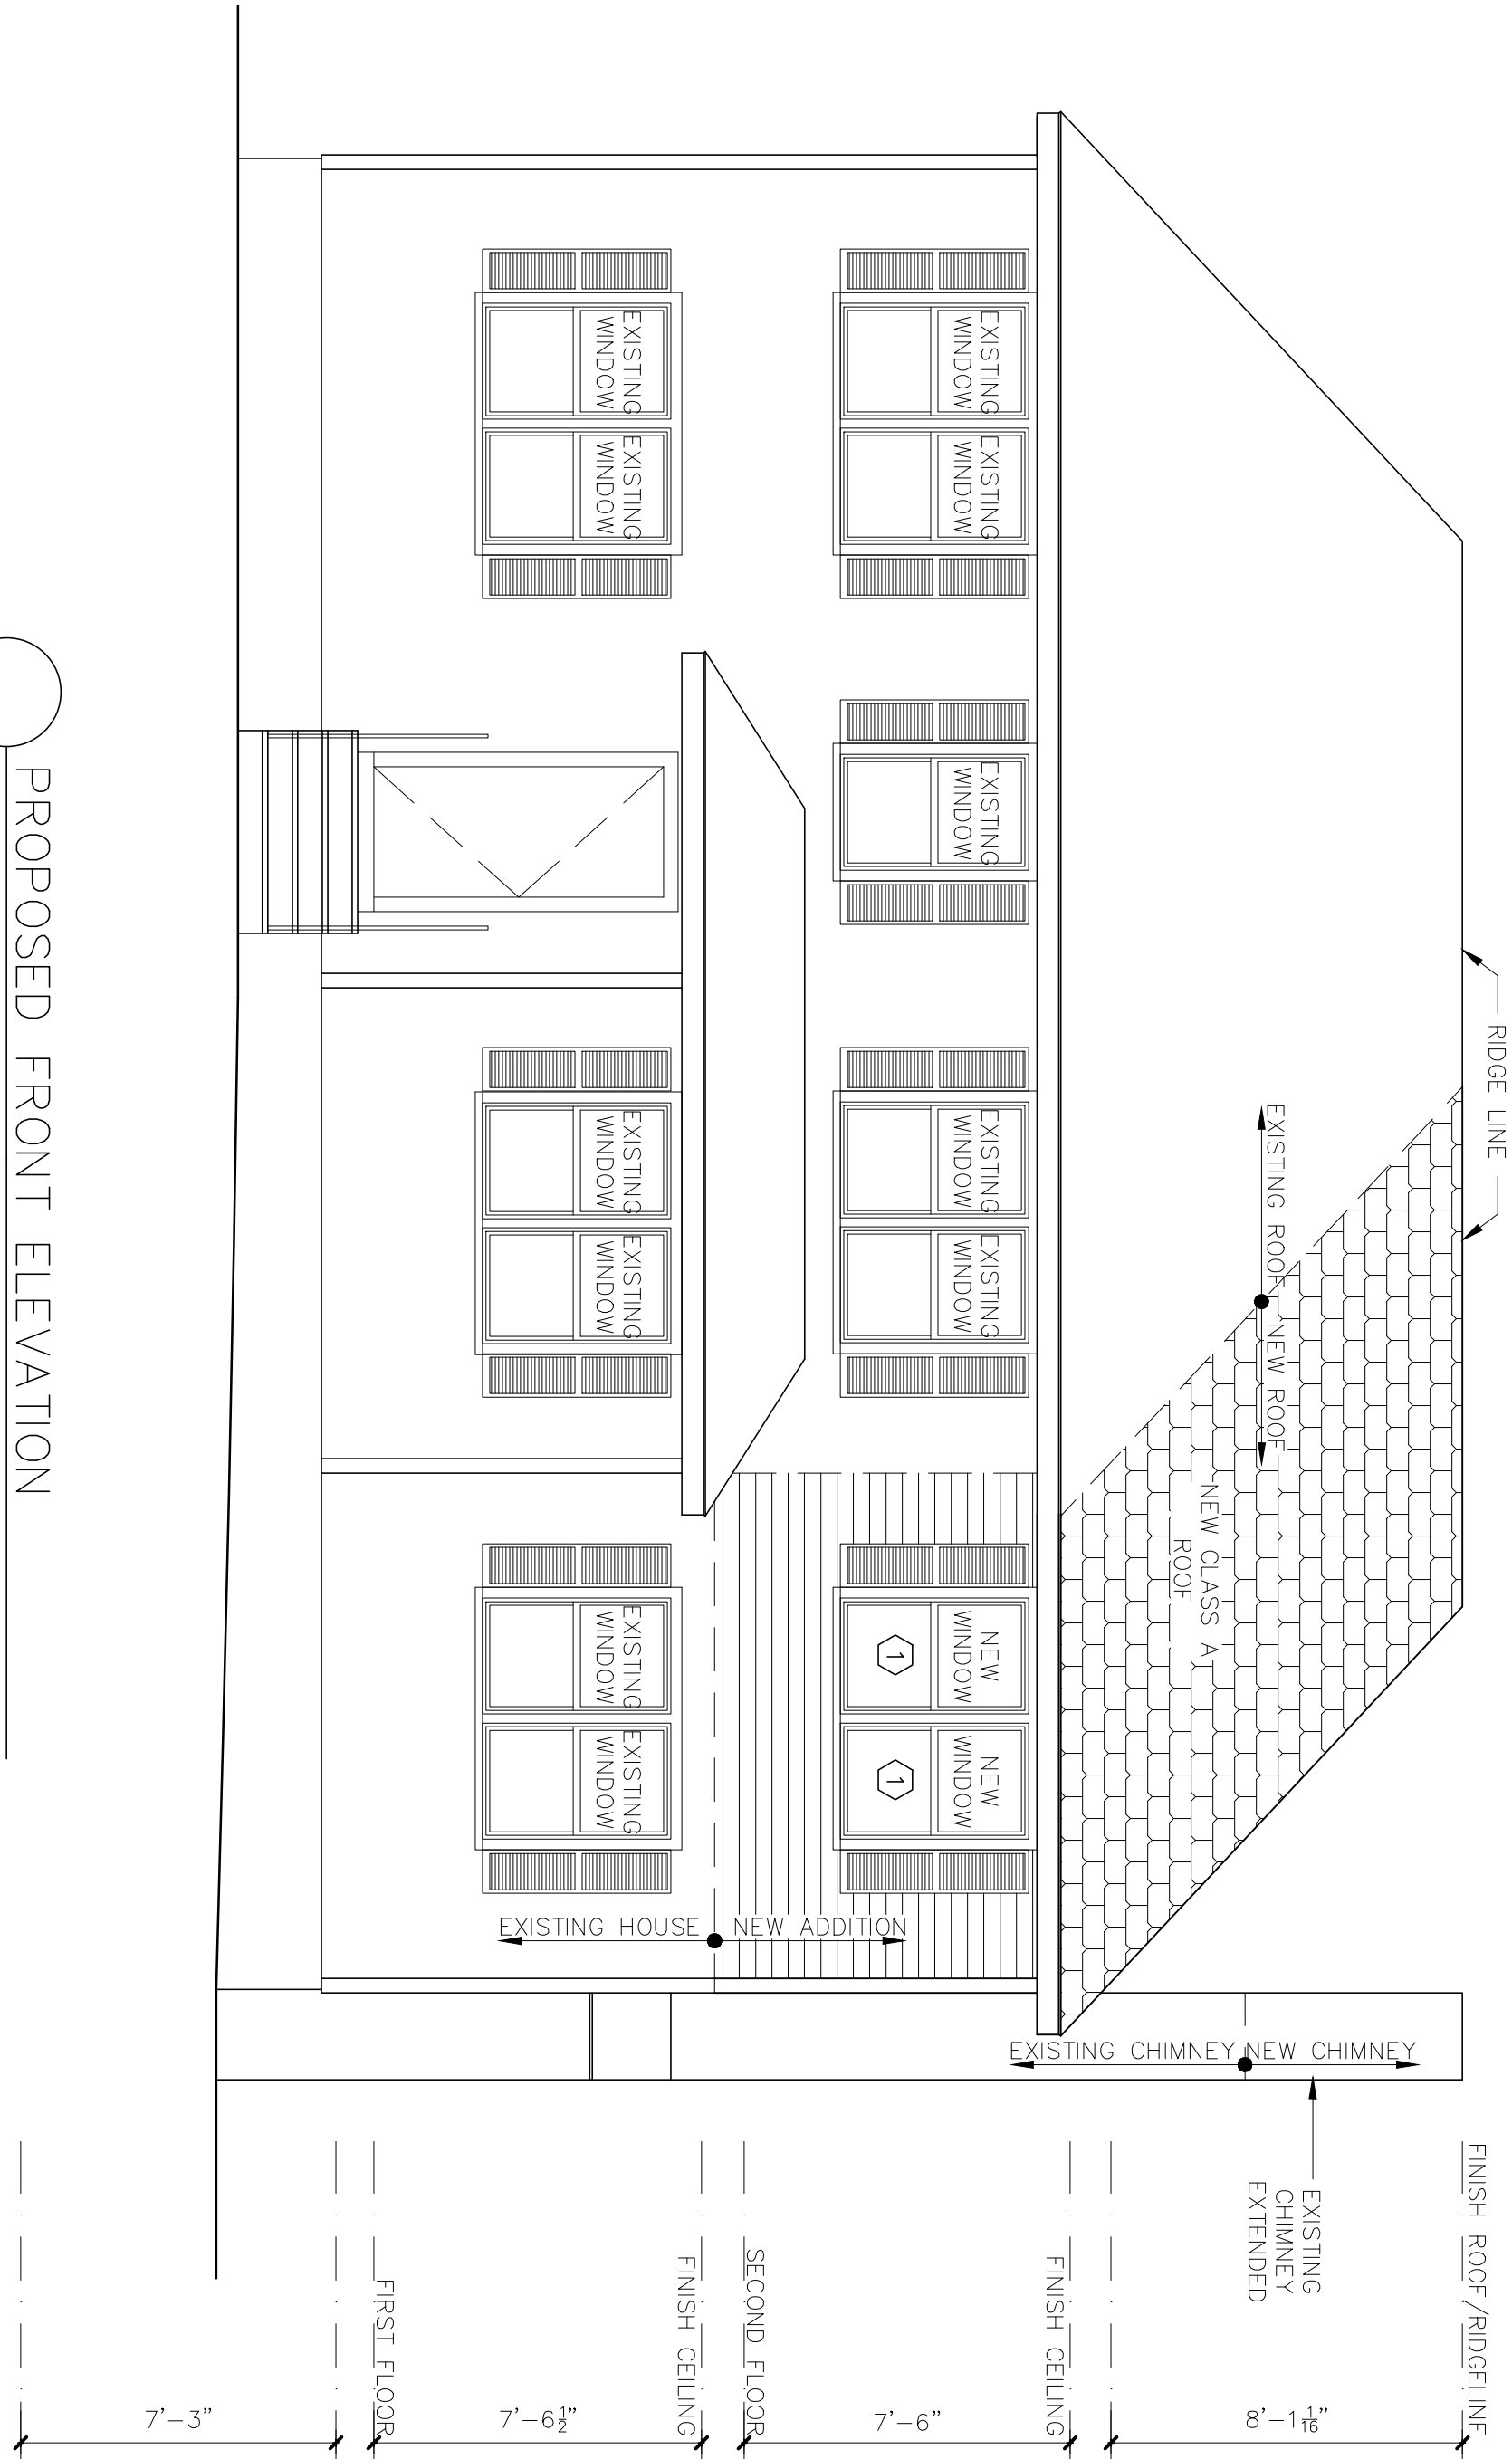 RIDGE LINE
EXISTING ROOF
NEW ROOF
NEW CLASS A
ROOF
FINISH ROOF/RIDGELINE
EXISTING
CHIMNEY
EXTENDED
EXISTING CHIMNEY
NEW CHIMNEY
8'-1 1/16"
EXISTING
WINDOW
EXISTING
WINDOW
EXISTING
WINDOW
EXISTING
WINDOW
EXISTING
WINDOW
NEW
WINDOW
1
NEW
WINDOW
1
FINISH CEILING
7'-6"
EXISTING HOUSE
NEW ADDITION
SECOND FLOOR
EXISTING
WINDOW
EXISTING
WINDOW
EXISTING
WINDOW
EXISTING
WINDOW
EXISTING
WINDOW
EXISTING
WINDOW
FINISH CEILING
7'-6 1/2"
FIRST FLOOR
7'-3"
PROPOSED FRONT ELEVATION